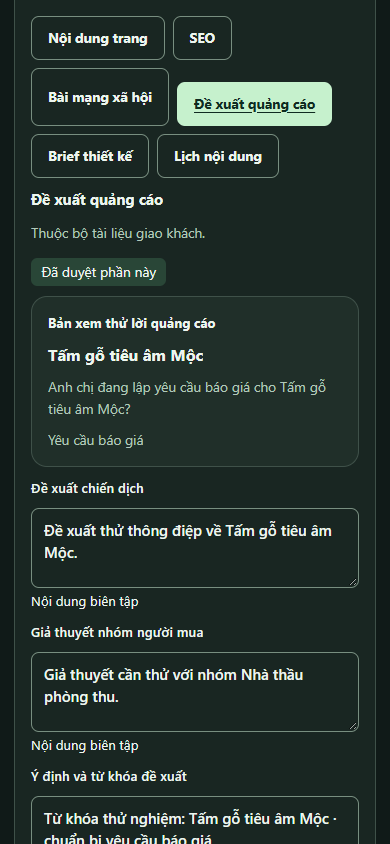 Nội dung trang
SEO
Bài mạng xã hội
Đề xuất quảng cáo
Brief thiết kế
Lịch nội dung
Đề xuất quảng cáo
Thuộc bộ tài liệu giao khách.
Đã duyệt phần này
Bản xem thử lời quảng cáo
Tấm gỗ tiêu âm Mộc
Anh chị đang lập yêu cầu báo giá cho Tấm gỗ
tiêu âm Mộc?
Yêu cầu báo giá
Đề xuất chiến dịch
Đề xuất thử thông điệp về Tấm gỗ tiêu âm
Mộc.
Nội dung biên tập
Giả thuyết nhóm người mua
Giả thuyết cần thử với nhóm Nhà thầu
phòng thu.
Nội dung biên tập
Ý định và từ khóa đề xuất
Từ khóa thử nghiệm: Tấm gỗ tiêu âm Mộc ·
chuẩn bị yêu cầu báo giá